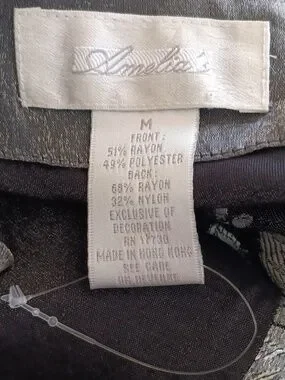 Amelia's
M
FRONT:
51% RAYON
49% POLYESTER
BACK:
68% RAYON
32% NYLON
EXCLUSIVE OF
DECORATION
RN 17730
MADE IN HONG KONG
SEE CARE
ON REVERSE